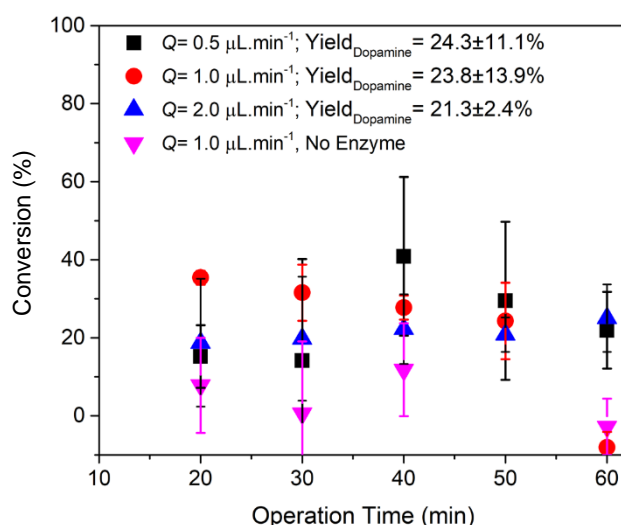 100
80
60
40
20
0
Conversion (%)
Q= 0.5 μL.min⁻¹; Yield_Dopamine= 24.3±11.1%
Q= 1.0 μL.min⁻¹; Yield_Dopamine= 23.8±13.9%
Q= 2.0 μL.min⁻¹; Yield_Dopamine= 21.3±2.4%
Q= 1.0 μL.min⁻¹, No Enzyme
10 20 30 40 50 60
Operation Time (min)